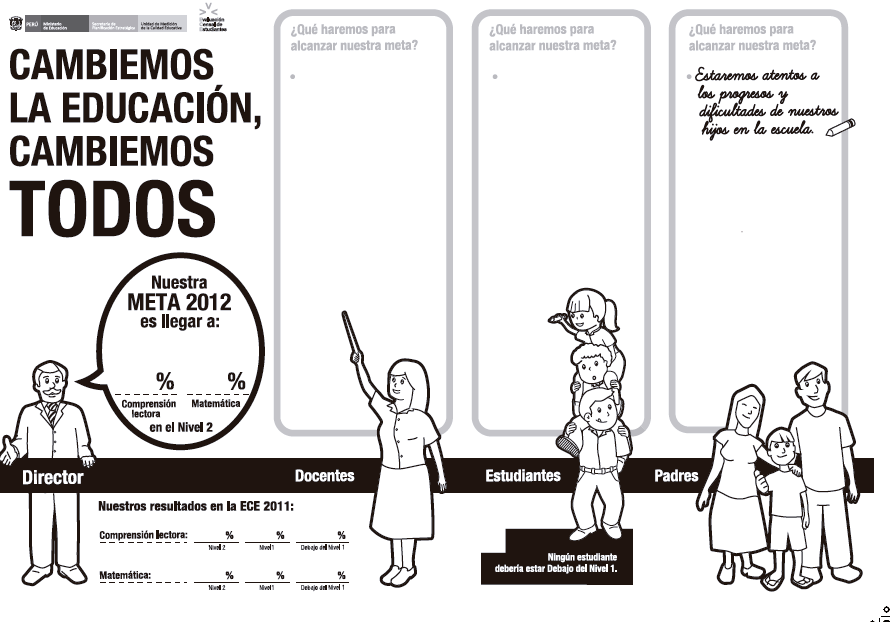 PERÚ
Ministerio
de Educación
Secretaría de
Planificación Estratégica
Unidad de Medición
de la Calidad Educativa
Evaluación
Censal de
Estudiantes
CAMBIEMOS
LA EDUCACIÓN,
CAMBIEMOS
TODOS
Nuestra
META 2012
es llegar a:
% %
Comprensión
lectora
Matemática
en el Nivel 2
¿Qué haremos para
alcanzar nuestra meta?
¿Qué haremos para
alcanzar nuestra meta?
¿Qué haremos para
alcanzar nuestra meta?
Estaremos atentos a
los progresos y
dificultades de nuestros
hijos en la escuela.
Director
Docentes
Estudiantes
Padres
Nuestros resultados en la ECE 2011:
Comprensión lectora: % % %
Nivel 2 Nivel1 Debajo del Nivel 1
Matemática: % % %
Nivel 2 Nivel1 Debajo del Nivel 1
Ningún estudiante
debería estar Debajo del Nivel 1.